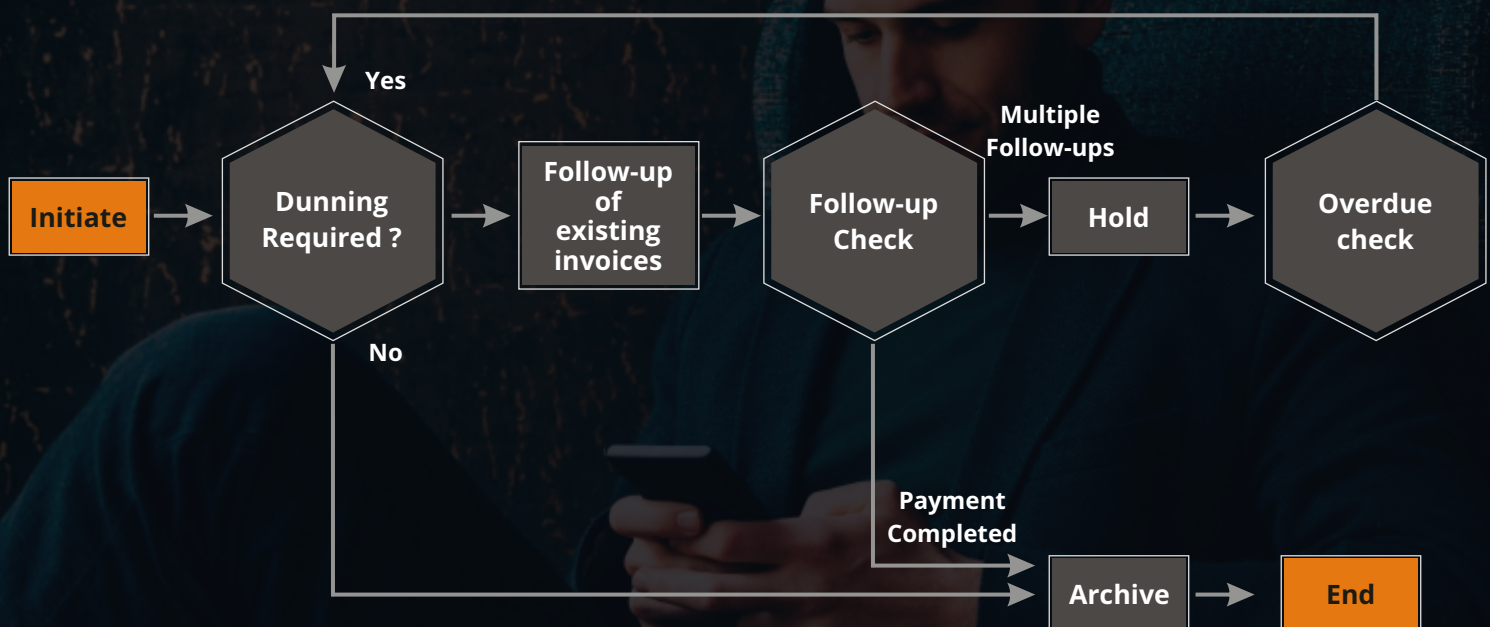 Yes
Multiple
Follow-ups
Initiate
Dunning
Required ?
Follow-up
of
existing
invoices
Follow-up
Check
Hold
Overdue
check
No
Payment
Completed
Archive
End